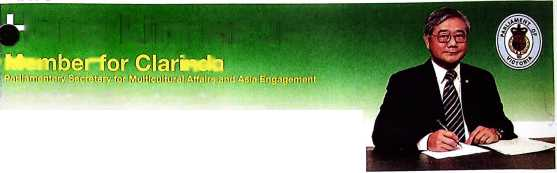 Member for Clarinda
Parliamentary Secretary for Multicultural Affairs and Asia Engagement
PARLIAMENT OF
VICTORIA